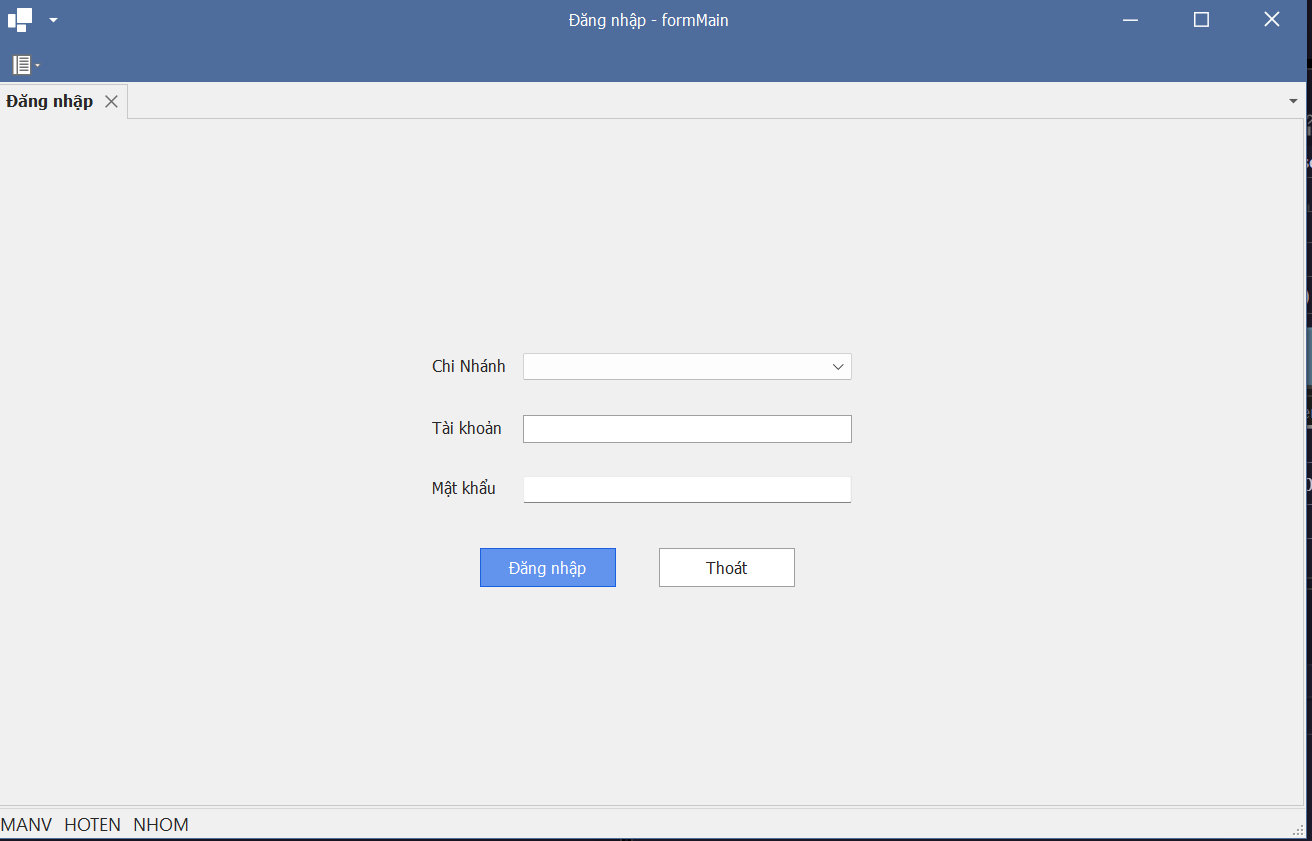 Đăng nhập - formMain
Đăng nhập
Chi Nhánh
Tài khoản
Mật khẩu
Đăng nhập Thoát
MANV HOTEN NHOM